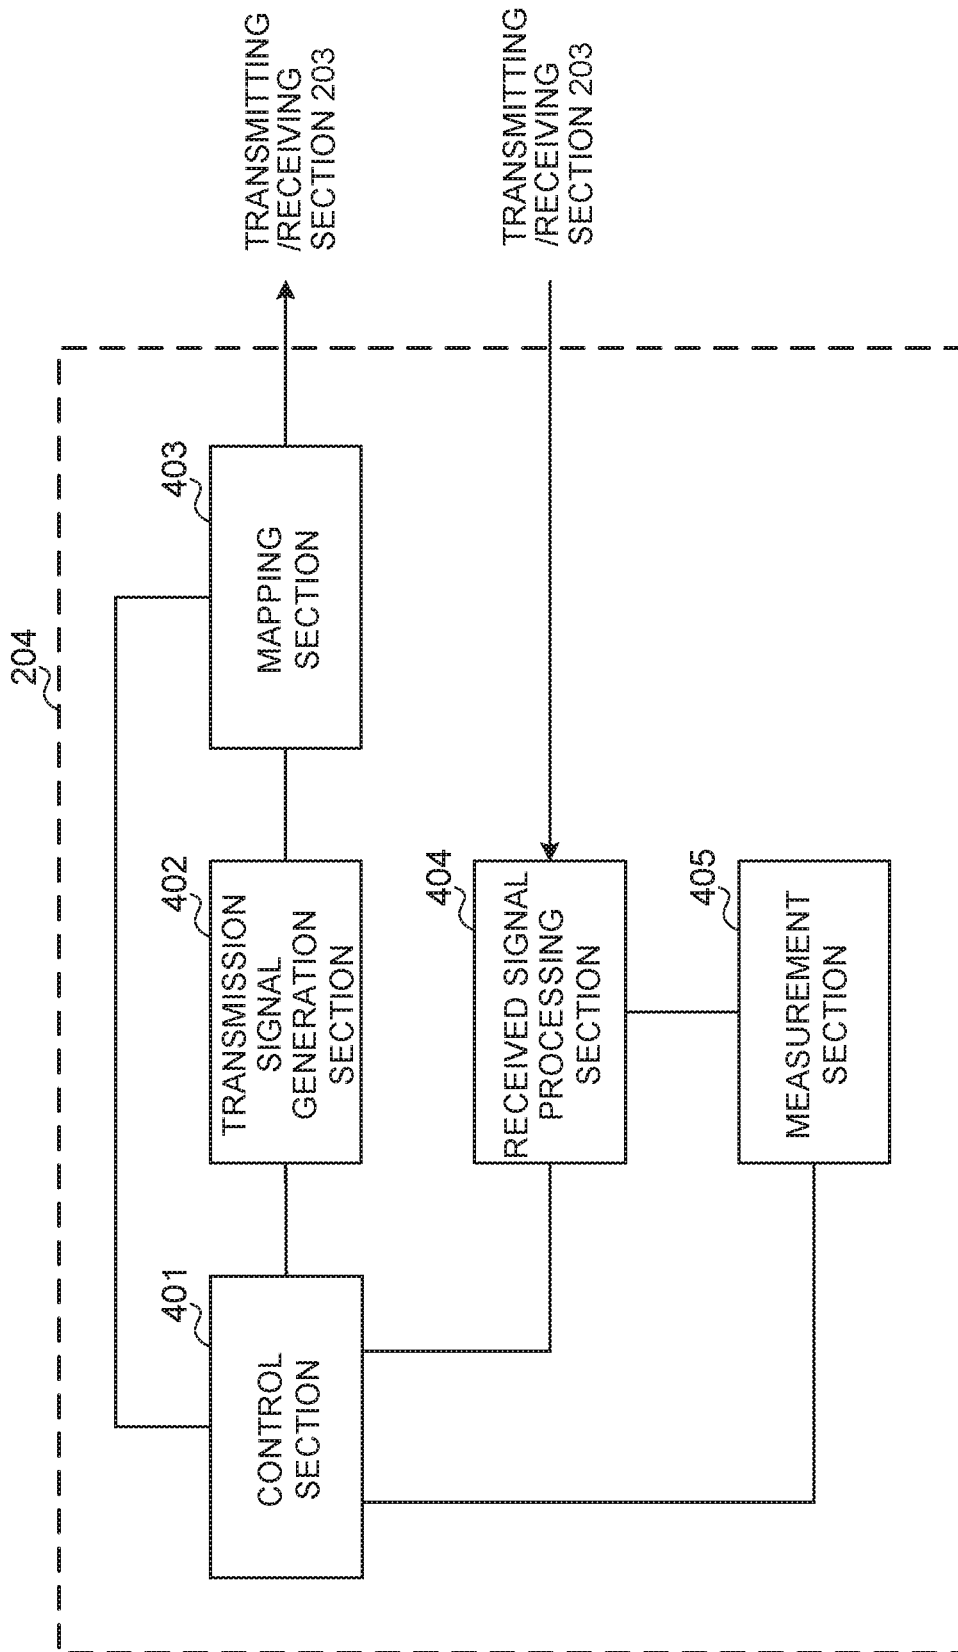 204
401
CONTROL
SECTION
402
TRANSMISSION
SIGNAL
GENERATION
SECTION
403
MAPPING
SECTION
TRANSMITTING
/RECEIVING
SECTION 203
404
RECEIVED SIGNAL
PROCESSING
SECTION
TRANSMITTING
/RECEIVING
SECTION 203
405
MEASUREMENT
SECTION